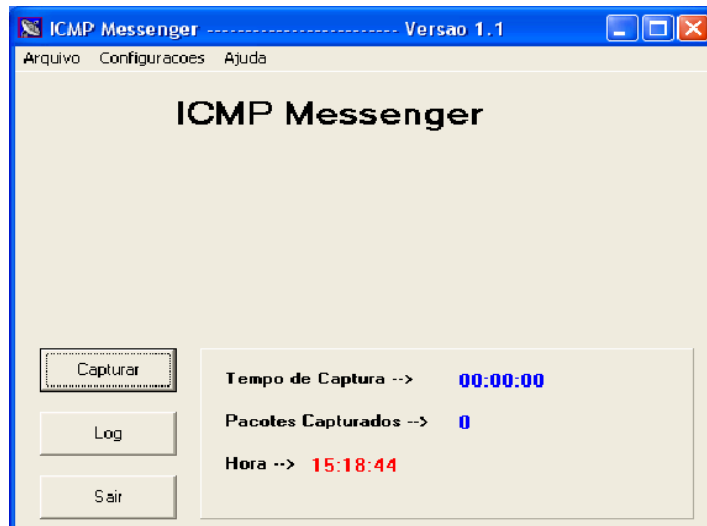 ICMP Messenger ------------------------- Versao 1.1
Arquivo Configuracoes Ajuda
ICMP Messenger
Capturar
Tempo de Captura --> 00:00:00
Pacotes Capturados --> 0
Log
Hora --> 15:18:44
Sair